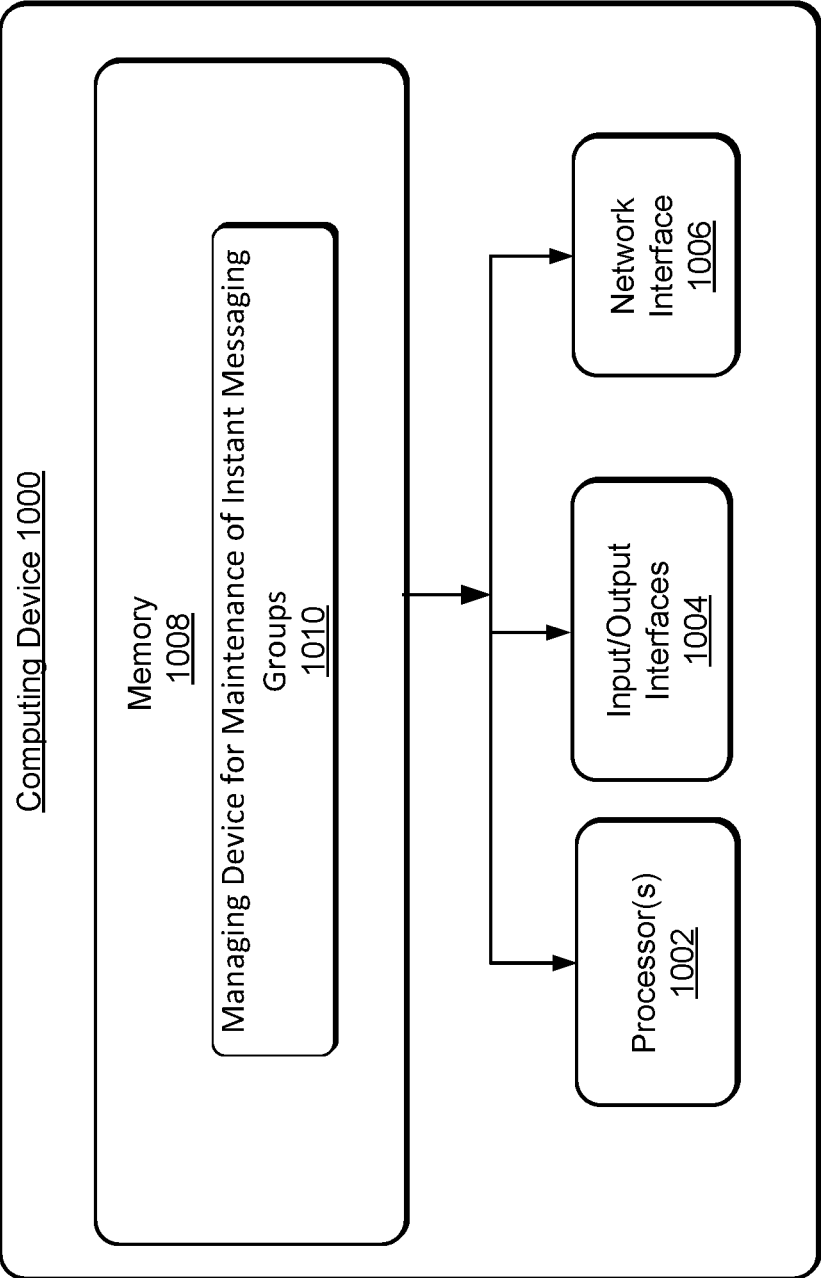 Computing Device 1000
Memory
1008
Managing Device for Maintenance of Instant Messaging
Groups
1010
Processor(s)
1002
Input/Output
Interfaces
1004
Network
Interface
1006